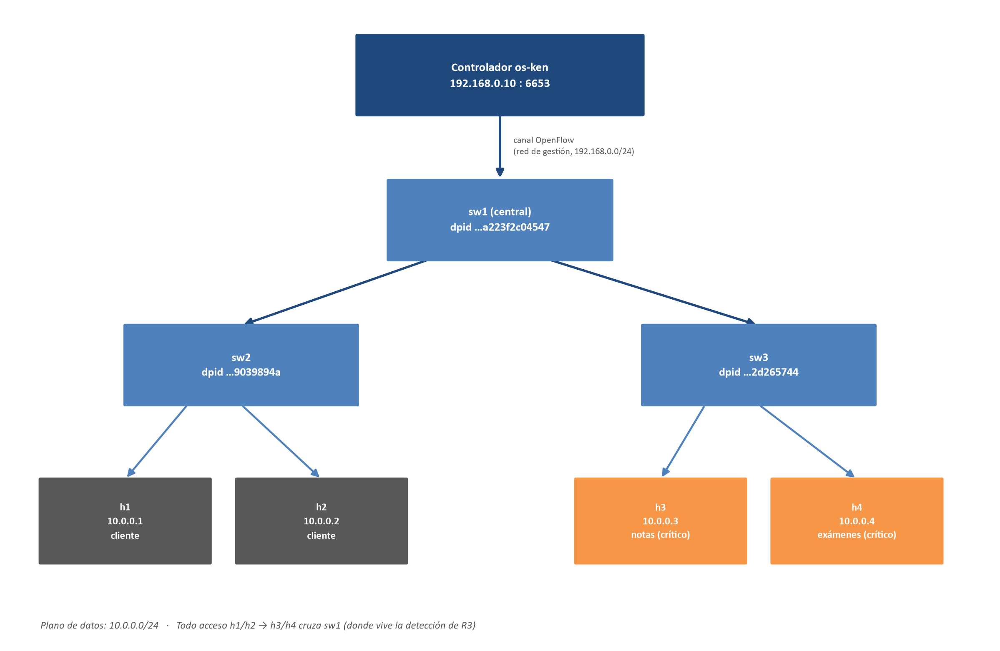 Controlador os-ken
192.168.0.10 : 6653
canal OpenFlow
(red de gestión, 192.168.0.0/24)
sw1 (central)
dpid ...a223f2c04547
sw2
dpid ...9039894a
sw3
dpid ...2d265744
h1
10.0.0.1
cliente
h2
10.0.0.2
cliente
h3
10.0.0.3
notas (crítico)
h4
10.0.0.4
exámenes (crítico)
Plano de datos: 10.0.0.0/24 · Todo acceso h1/h2 → h3/h4 cruza sw1 (donde vive la detección de R3)